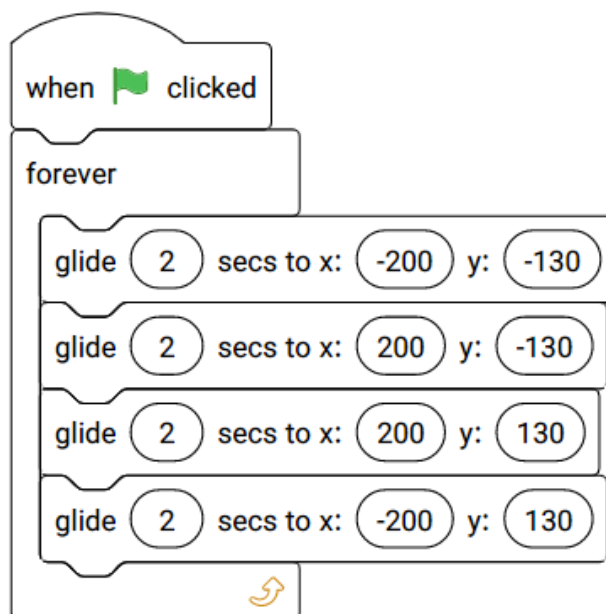 when clicked
forever
glide 2 secs to x: -200 y: -130
glide 2 secs to x: 200 y: -130
glide 2 secs to x: 200 y: 130
glide 2 secs to x: -200 y: 130